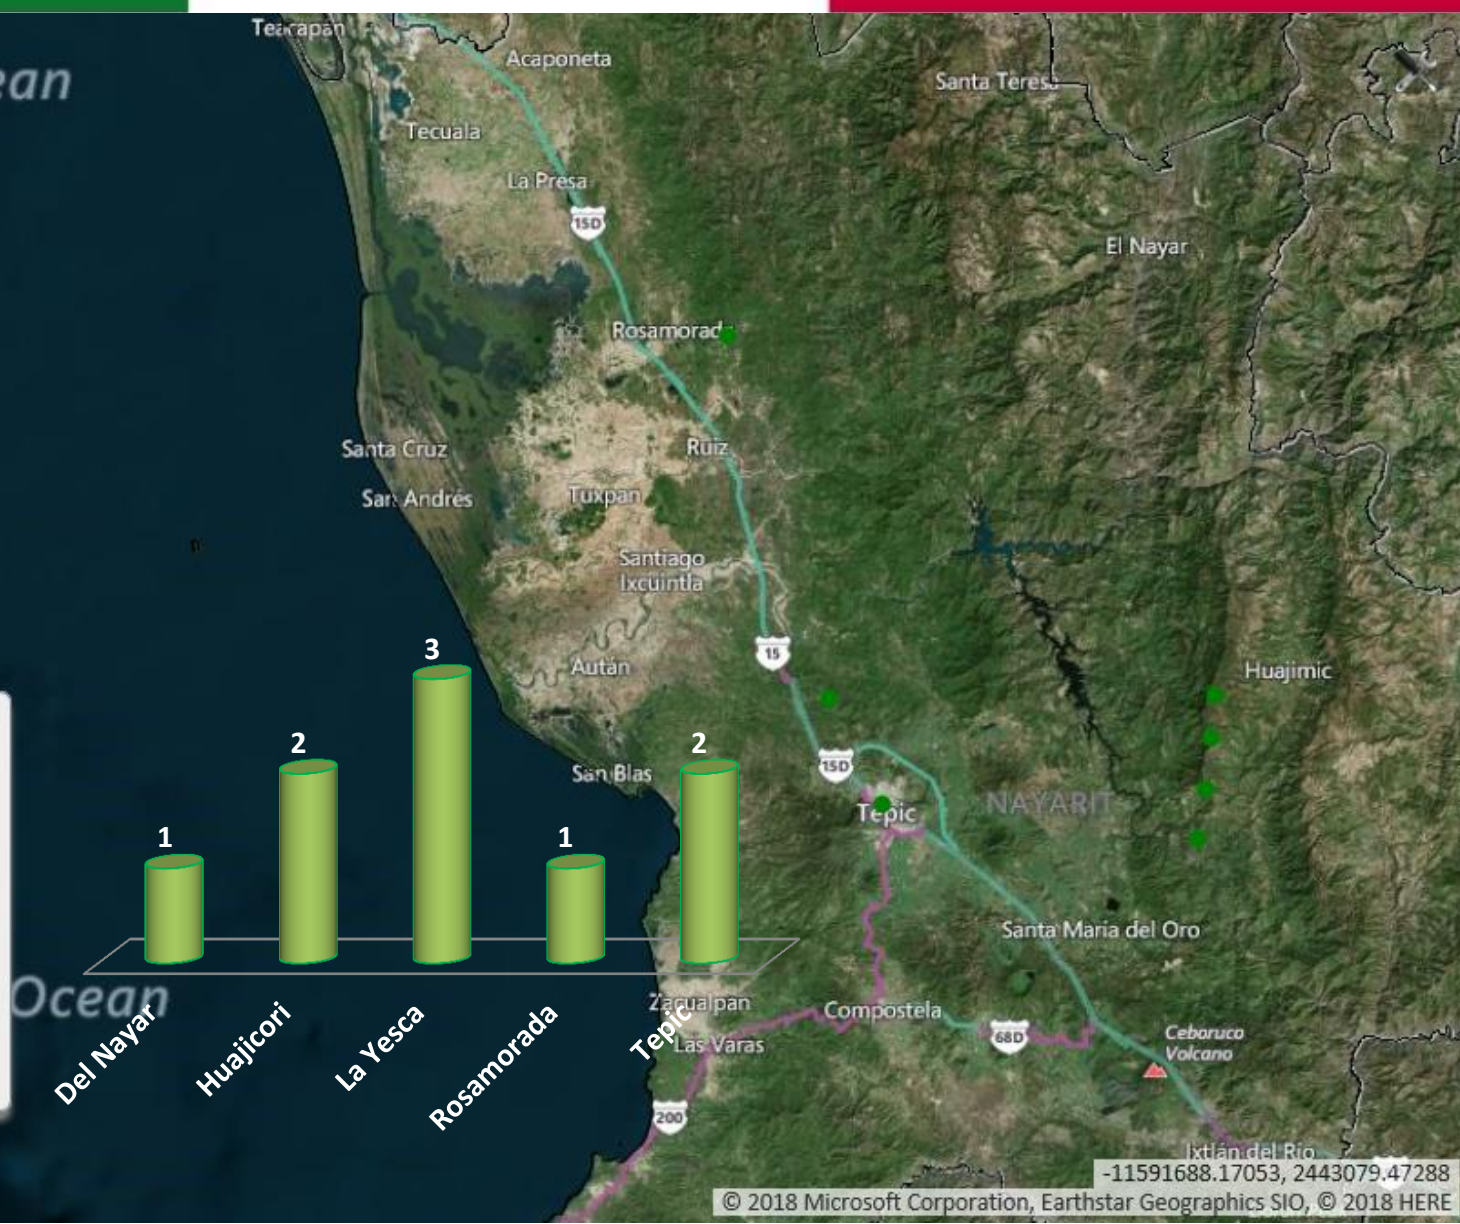 Teacapan
Acaponeta
Santa Teresa
ean
Tecuala
La Presa
15D
El Nayar
Rosamorad
Santa Cruz
Ruiz
San Andrés
Tuxpan
Santiago
Ixcuintla
15
Aután
Huajimic
3
2
2
San Blas
15D
NAYARIT
Tepic
1
1
Santa Maria del Oro
Ocean
Zacualpan
Compostela
Del Nayar
Huajicori
La Yesca
Rosamorada
Tepic
Las Varas
68D
Ceboruco
Volcano
200
Ixtlán del Río
-11591688.17053, 2443079.47288
© 2018 Microsoft Corporation, Earthstar Geographics SIO, © 2018 HERE